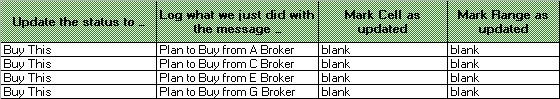 Update the status to ..
Log what we just did with the message ..
Mark Cell as updated
Mark Range as updated
Buy This
Plan to Buy from A Broker
blank
blank
Buy This
Plan to Buy from C Broker
blank
blank
Buy This
Plan to Buy from E Broker
blank
blank
Buy This
Plan to Buy from G Broker
blank
blank